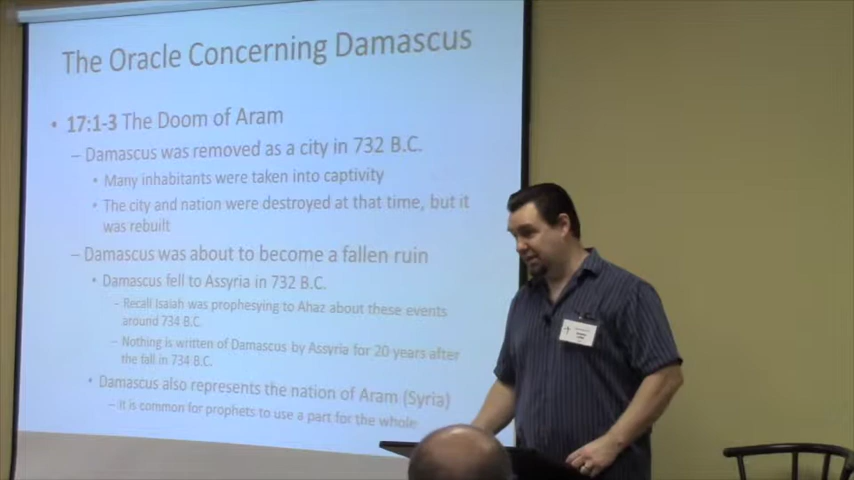 The Oracle Concerning Damascus
• 17:1-3 The Doom of Aram
– Damascus was removed as a city in 732 B.C.
• Many inhabitants were taken into captivity
• The city and nation were destroyed at that time, but it
was rebuilt
– Damascus was about to become a fallen ruin
• Damascus fell to Assyria in 732 B.C.
– Recall Isaiah was prophesying to Ahaz about these events
around 734 B.C.
– Nothing is written of Damascus by Assyria for 20 years after
the fall in 734 B.C.
• Damascus also represents the nation of Aram (Syria)
– It is common for prophets to use a part for the whole